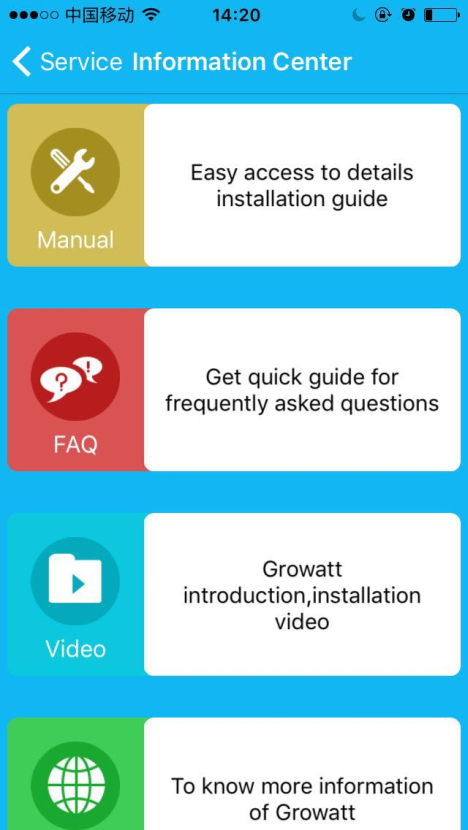 中国移动 14:20
Service Information Center
Manual
Easy access to details
installation guide
FAQ
Get quick guide for
frequently asked questions
Video
Growatt
introduction,installation
video
To know more information
of Growatt